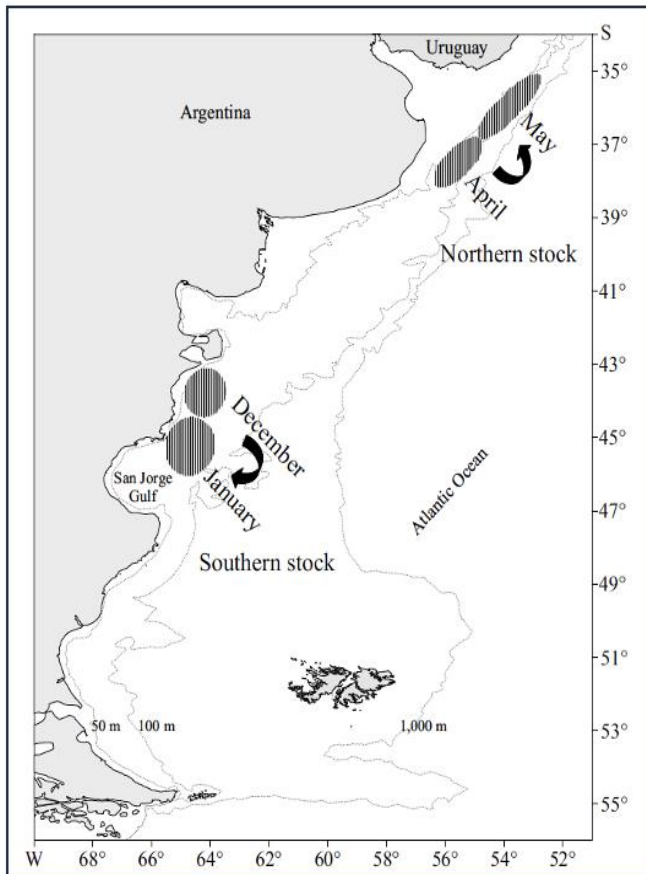 S
Uruguay
35°
Argentina
May
37°
April
39°
Northern stock
41°
43°
December
45°
San Jorge
Gulf
January
Atlantic Ocean
47°
Southern stock
49°
51°
50 m
100 m
1,000 m
53°
55°
W
68°
66°
64°
62°
60°
58°
56°
54°
52°